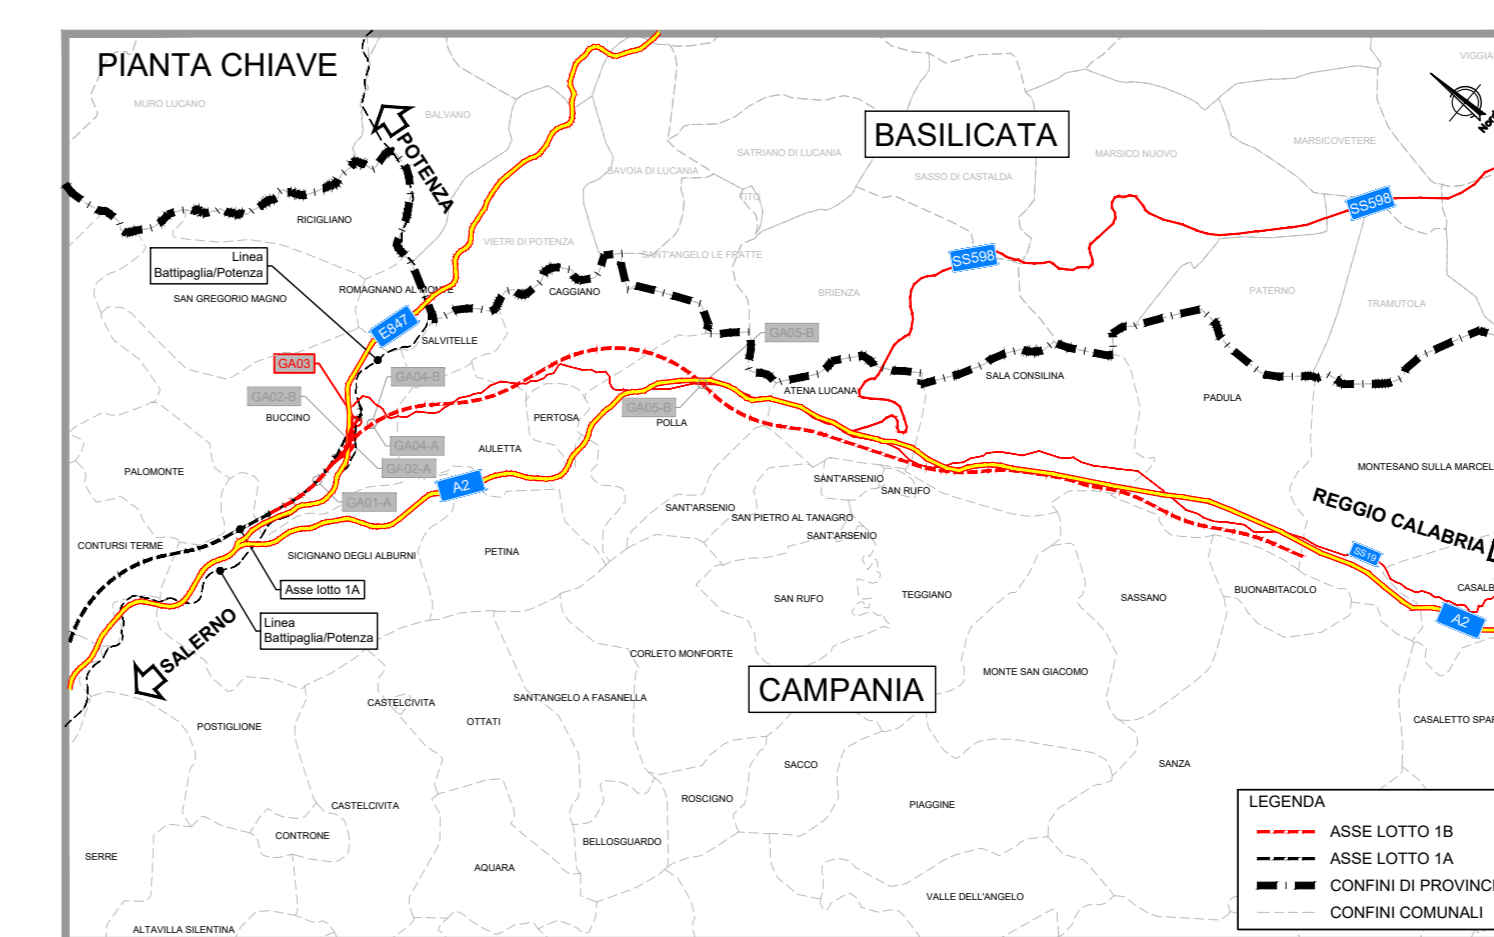 PIANTA CHIAVE
MURO LUCANO
BALVANO
POTENZA
BASILICATA
SATRIANO DI LUCANIA
SAVOIA DI LUCANIA
SASSO DI CASTALDA
TITO
MARSICO NUOVO
MARSICOVETERE
Nord
RICIGLIANO
SS598
VIETRI DI POTENZA
SANT'ANGELO LE FRATTE
SS598
Linea
Battipaglia/Potenza
SAN GREGORIO MAGNO
ROMAGNANO AL MONTE
CAGGIANO
BRIENZA
PATERNO
TRAMUTOLA
E847
SALVITELLE
GA05-B
GA03
GA04-B
GA02-B
BUCCINO
ATENA LUCANA
SALA CONSILINA
PADULA
GA05-B
PERTOSA
POLLA
GA04-A
AULETTA
GA02-A
PALOMONTE
A2
GA01-A
SANT'ARSENIO
SAN RUFO
MONTESANO SULLA MARCEL
SANT'ARSENIO
SAN PIETRO AL TANAGRO
SANT'ARSENIO
REGGIO CALABRIA
CONTURSI TERME
SICIGNANO DEGLI ALBURNI
PETINA
SS19
Asse lotto 1A
SAN RUFO
TEGGIANO
SASSANO
BUONABITACOLO
CASALB
A2
Linea
Battipaglia/Potenza
SALERNO
CORLETO MONFORTE
MONTE SAN GIACOMO
CAMPANIA
CASTELCIVITA
SANT'ANGELO A FASANELLA
POSTIGLIONE
OTTATI
CASALETTO SPAR
SACCO
SANZA
ROSCIGNO
PIAGGINE
CASTELCIVITA
CONTRONE
BELLOSGUARDO
SERRE
AQUARA
VALLE DELL'ANGELO
ALTAVILLA SILENTINA
LEGENDA
ASSE LOTTO 1B
ASSE LOTTO 1A
CONFINI DI PROVINCI
CONFINI COMUNALI